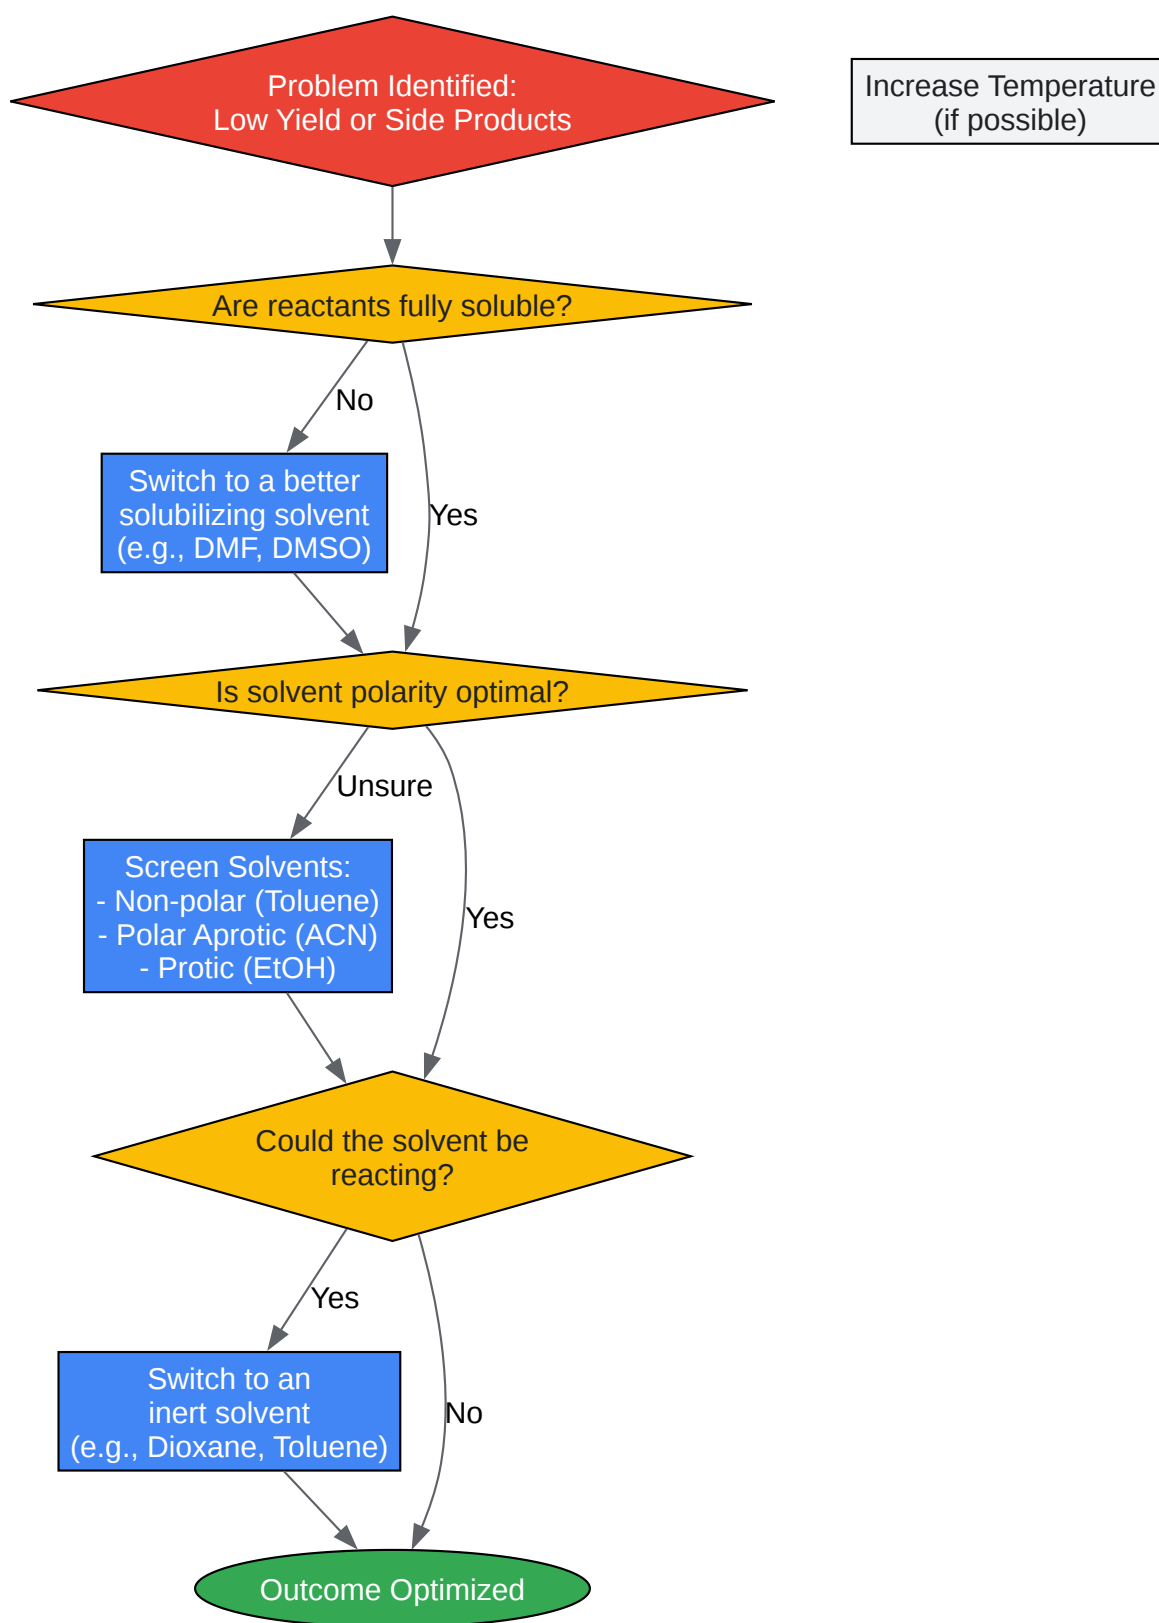 Problem Identified:
Low Yield or Side Products
Increase Temperature
(if possible)
Are reactants fully soluble?
No
Switch to a better
solubilizing solvent
(e.g., DMF, DMSO)
Yes
Is solvent polarity optimal?
Unsure
Screen Solvents:
- Non-polar (Toluene)
- Polar Aprotic (ACN)
- Protic (EtOH)
Yes
Could the solvent be
reacting?
Yes
Switch to an
inert solvent
(e.g., Dioxane, Toluene)
No
Outcome Optimized